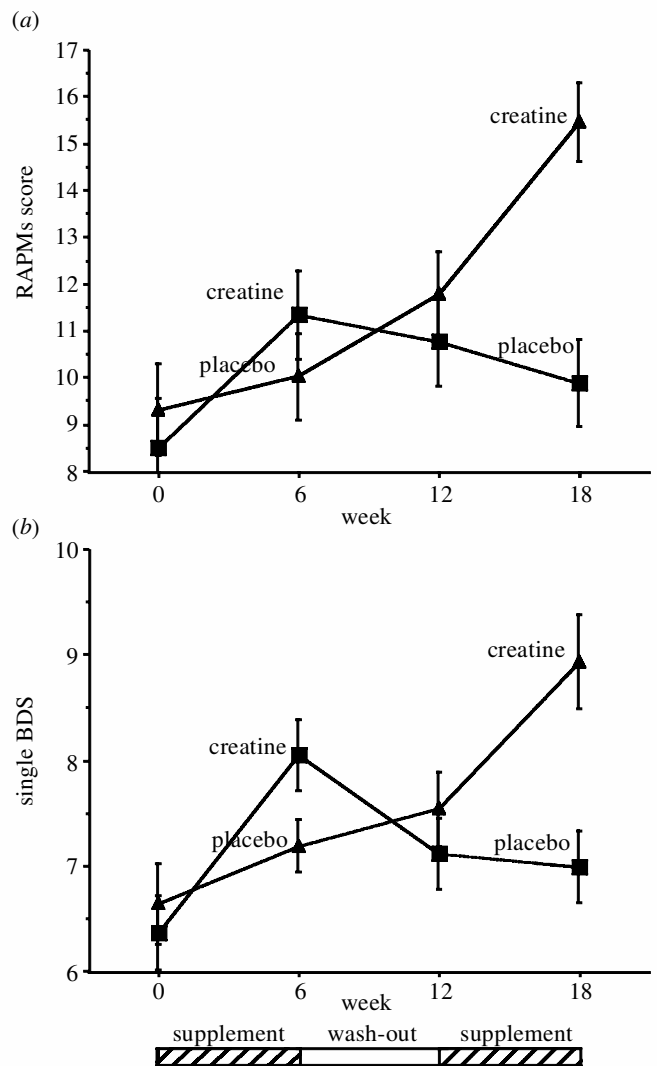 (a)
17
16
15
14
13
12
11
10
9
8
RAPMs score
creatine
creatine
placebo
placebo
0 6 12 18
week
(b)
10
9
8
7
6
single BDS
creatine
creatine
placebo
placebo
0 6 12 18
week
supplement wash-out supplement